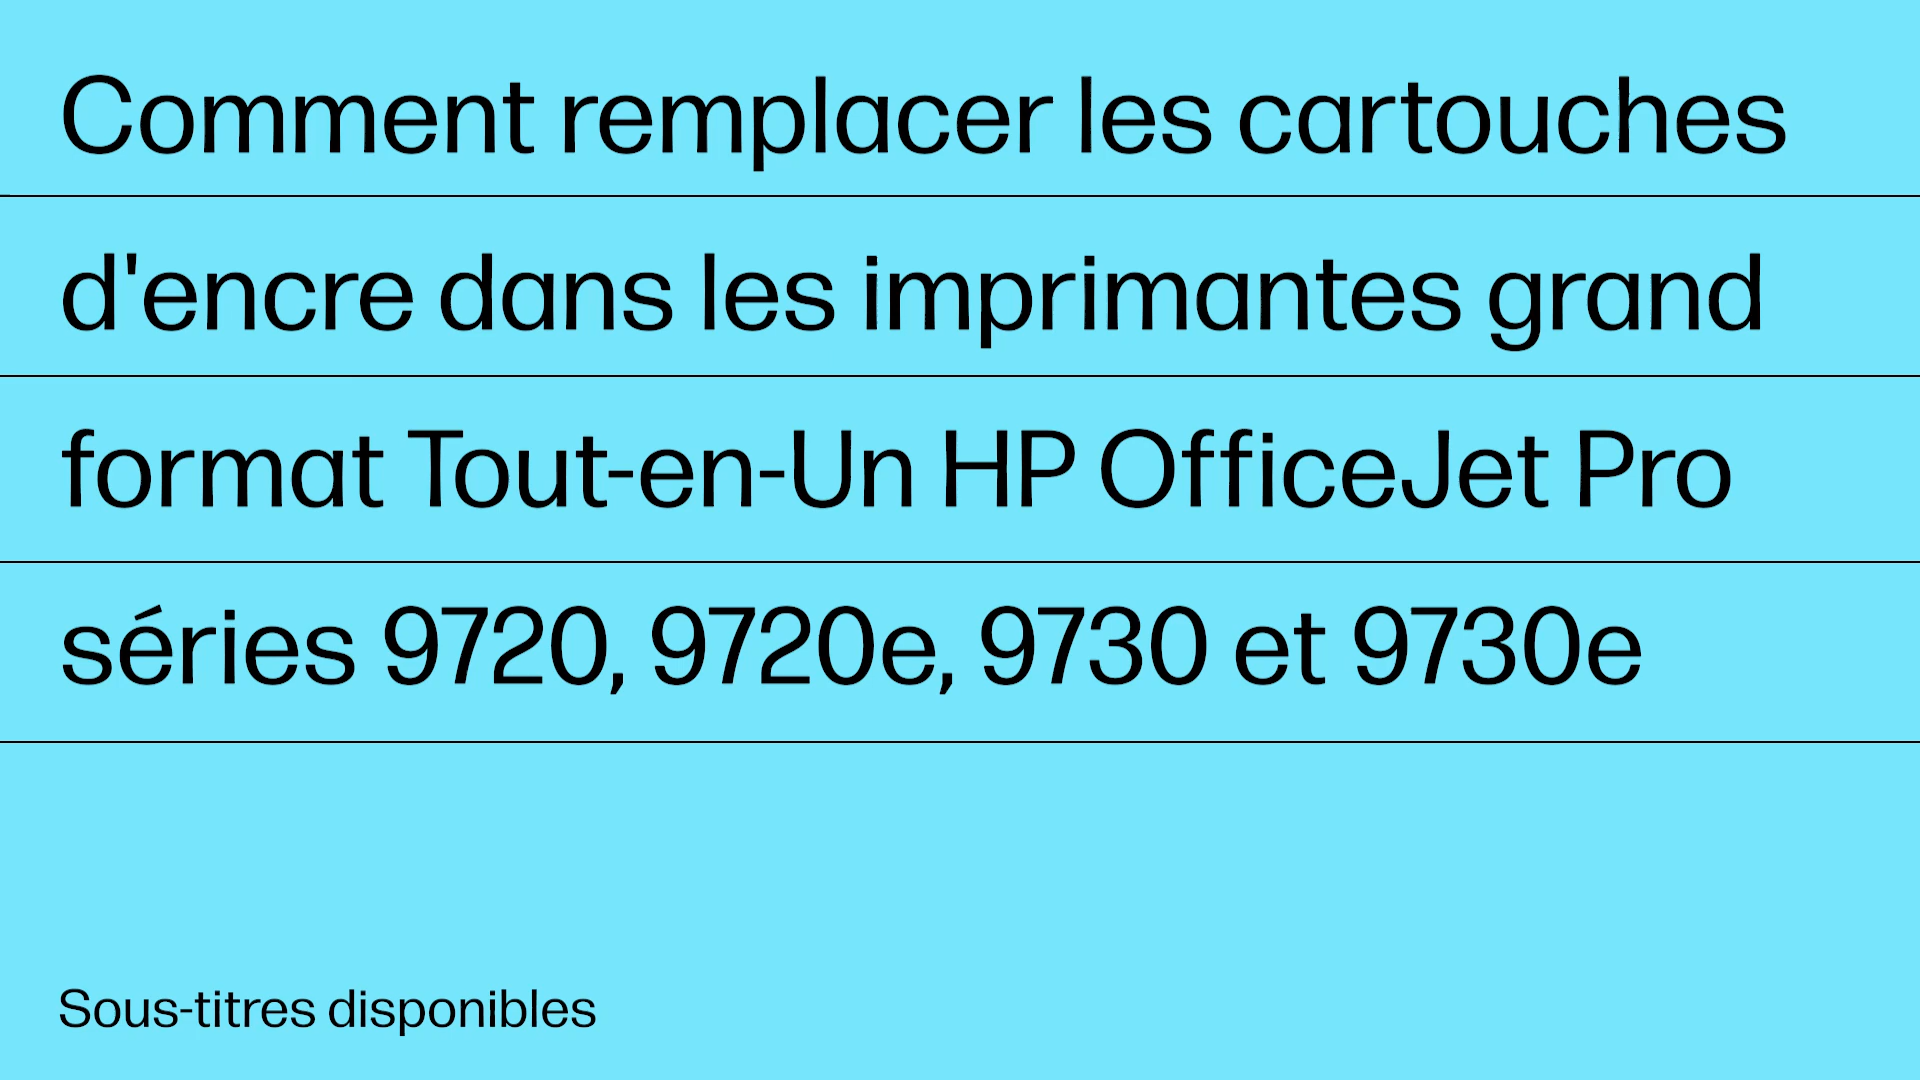 Comment remplacer les cartouches
d'encre dans les imprimantes grand
format Tout-en-Un HP OfficeJet Pro
séries 9720, 9720e, 9730 et 9730e
Sous-titres disponibles